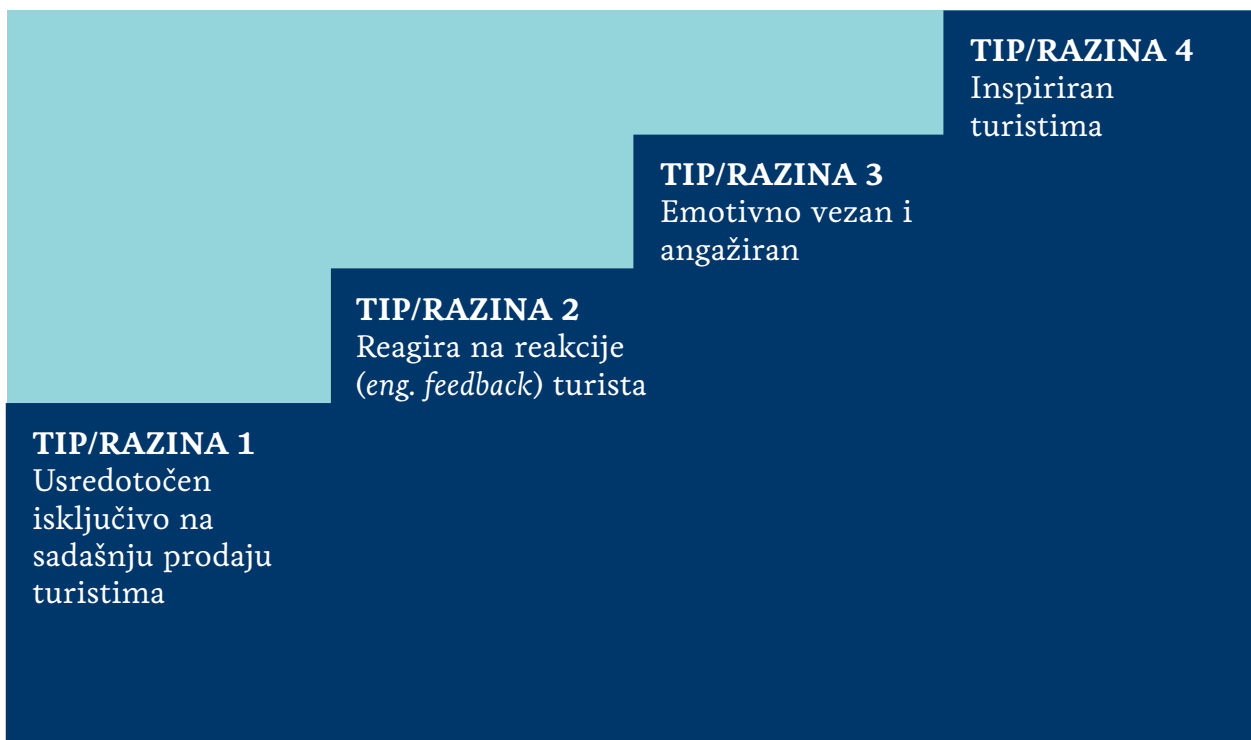 TIP/RAZINA 4
Inspiriran
turistima
TIP/RAZINA 3
Emotivno vezan i
angažiran
TIP/RAZINA 2
Reagira na reakcije
(eng. feedback) turista
TIP/RAZINA 1
Usredotočen
isključivo na
sadašnju prodaju
turistima